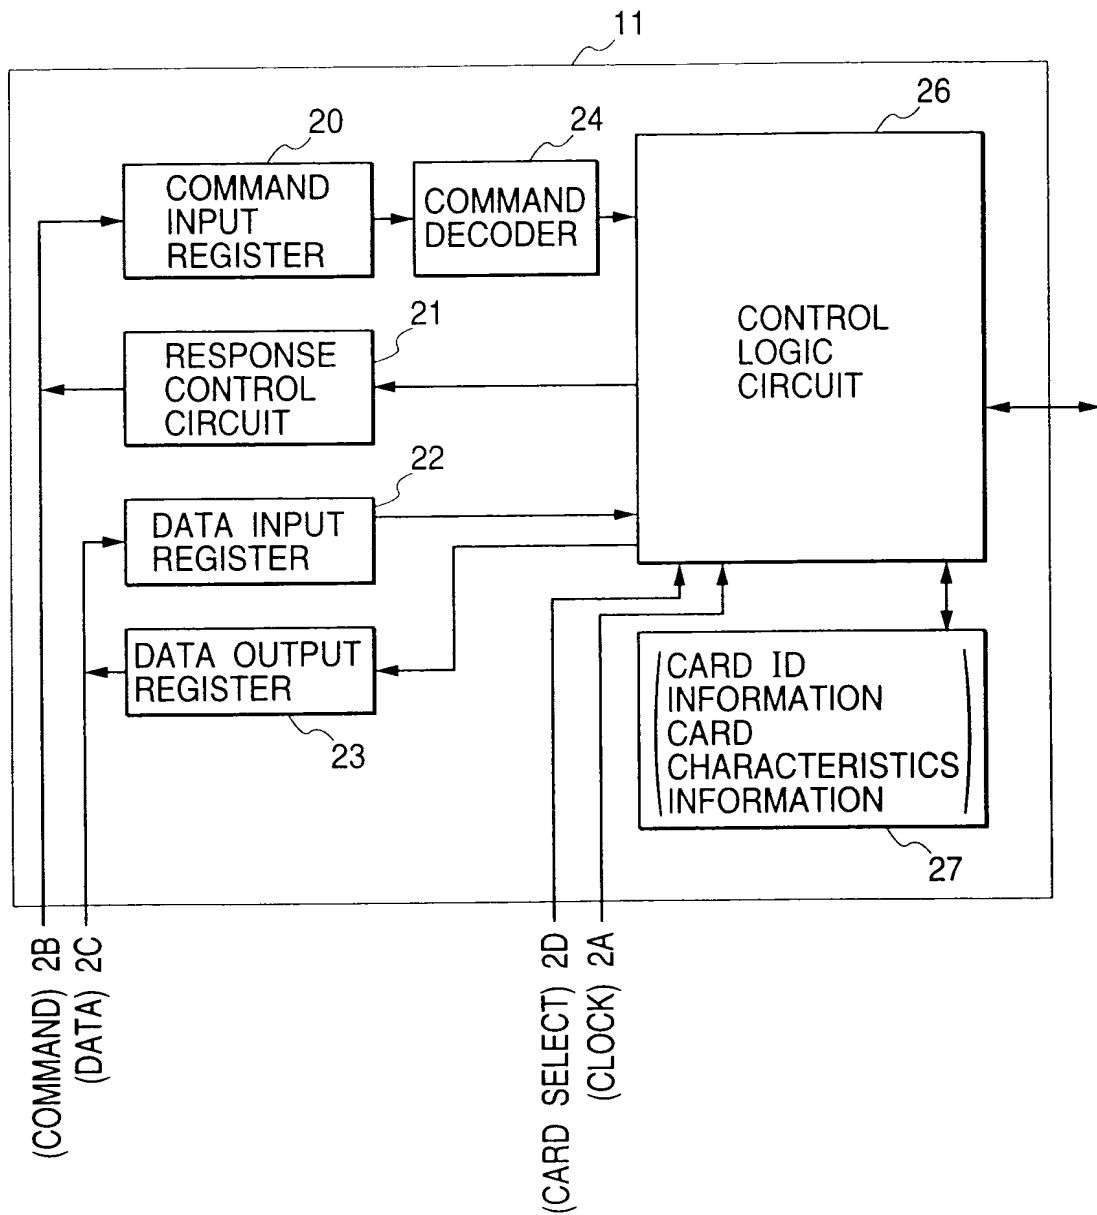 11
20
COMMAND
INPUT
REGISTER
24
COMMAND
DECODER
26
CONTROL
LOGIC
CIRCUIT
21
RESPONSE
CONTROL
CIRCUIT
22
DATA INPUT
REGISTER
DATA OUTPUT
REGISTER
23
CARD ID
INFORMATION
CARD
CHARACTERISTICS
INFORMATION
27
(COMMAND) 2B
(DATA) 2C
(CARD SELECT) 2D
(CLOCK) 2A